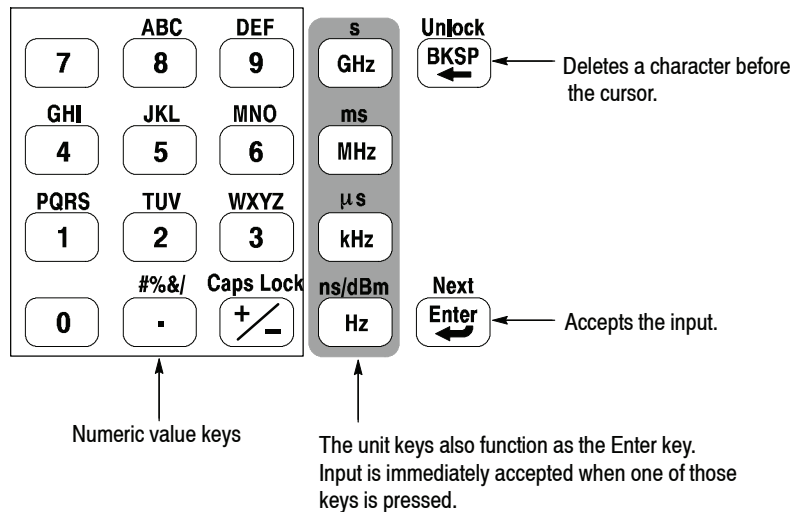 ABC DEF s Unlock
7 8 9 GHz BKSP
Deletes a character before
the cursor.
GHI JKL MNO ms
4 5 6 MHz
PQRS TUV WXYZ μs
1 2 3 kHz
#%&/ Caps Lock ns/dBm Next
0 . +/− Hz Enter
Accepts the input.
Numeric value keys
The unit keys also function as the Enter key.
Input is immediately accepted when one of those
keys is pressed.